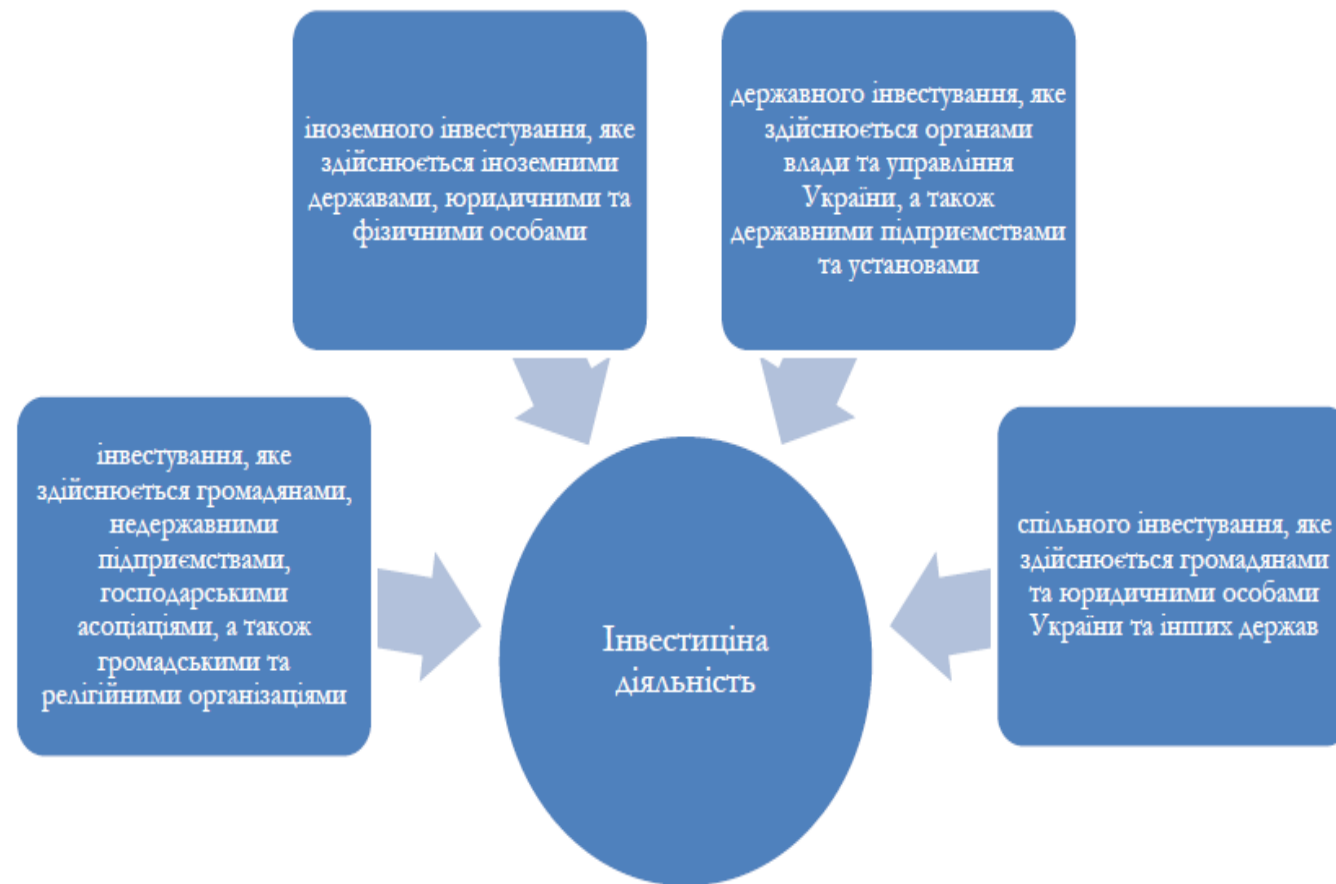 іноземного інвестування, яке
здійснюється іноземними
державами, юридичними та
фізичними особами
державного інвестування, яке
здійснюється органами
влади та управління
України, а також
державними підприємствами
та установами
інвестування, яке
здійснюється громадянами,
недержавними
підприємствами,
господарськими
асоціаціями, а також
громадськими та
релігійними організаціями
спільного інвестування, яке
здійснюється громадянами
та юридичними особами
України та інших держав
Інвестиціна
діяльність